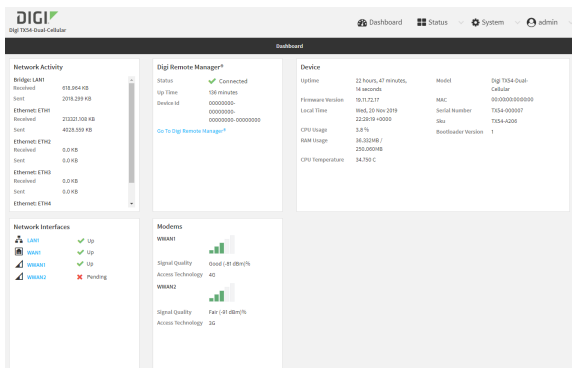 DIGI
Digi TX54-Dual-Cellular
Dashboard
Status
System
admin
Dashboard
Network Activity
Bridge: LAN1
Received 618.964 KB
Sent 2018.299 KB
Ethernet: ETH1
Received 213321.108 KB
Sent 4028.559 KB
Ethernet: ETH2
Received 0.0 KB
Sent 0.0 KB
Ethernet: ETH3
Received 0.0 KB
Sent 0.0 KB
Ethernet: ETH4
Digi Remote Manager®
Status Connected
Up Time 136 minutes
Device Id 00000000-
00000000-
00000000-00000000
Go To Digi Remote Manager®
Device
Uptime 22 hours, 47 minutes,
14 seconds
Firmware Version 19.11.72.17
Local Time Wed, 20 Nov 2019
22:29:19 +0000
CPU Usage 3.8 %
RAM Usage 36.332MB /
250.060MB
CPU Temperature 34.750 C
Model Digi TX54-Dual-
Cellular
MAC 00:00:00:00:00:00
Serial Number TX54-000007
Sku TX54-A206
Bootloader Version 1
Network Interfaces
LAN1 Up
WAN1 Up
WWAN1 Up
WWAN2 Pending
Modems
WWAN1
Signal Quality Good (-81 dBm)%
Access Technology 4G
WWAN2
Signal Quality Fair (-91 dBm)%
Access Technology 3G